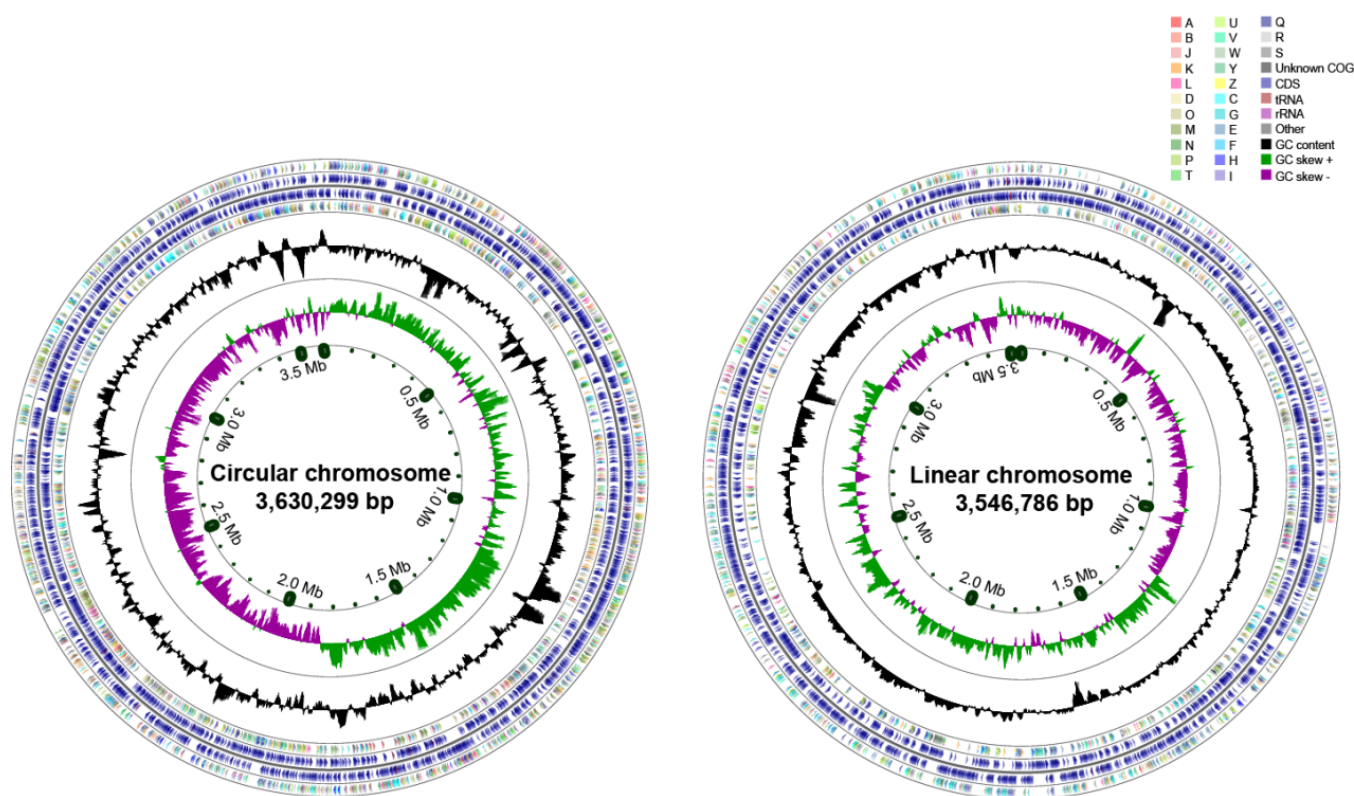 A U Q
B V R
J W S
K Y Unknown COG
L Z CDS
D C tRNA
O G rRNA
M E Other
N F GC content
P H GC skew +
T I GC skew -
3.5 Mb
0.5 Mb
3.0 Mb
Circular chromosome
3,630,299 bp
1.0 Mb
2.5 Mb
2.0 Mb
1.5 Mb
3.5 Mb
0.5 Mb
3.0 Mb
Linear chromosome
3,546,786 bp
1.0 Mb
2.5 Mb
2.0 Mb
1.5 Mb